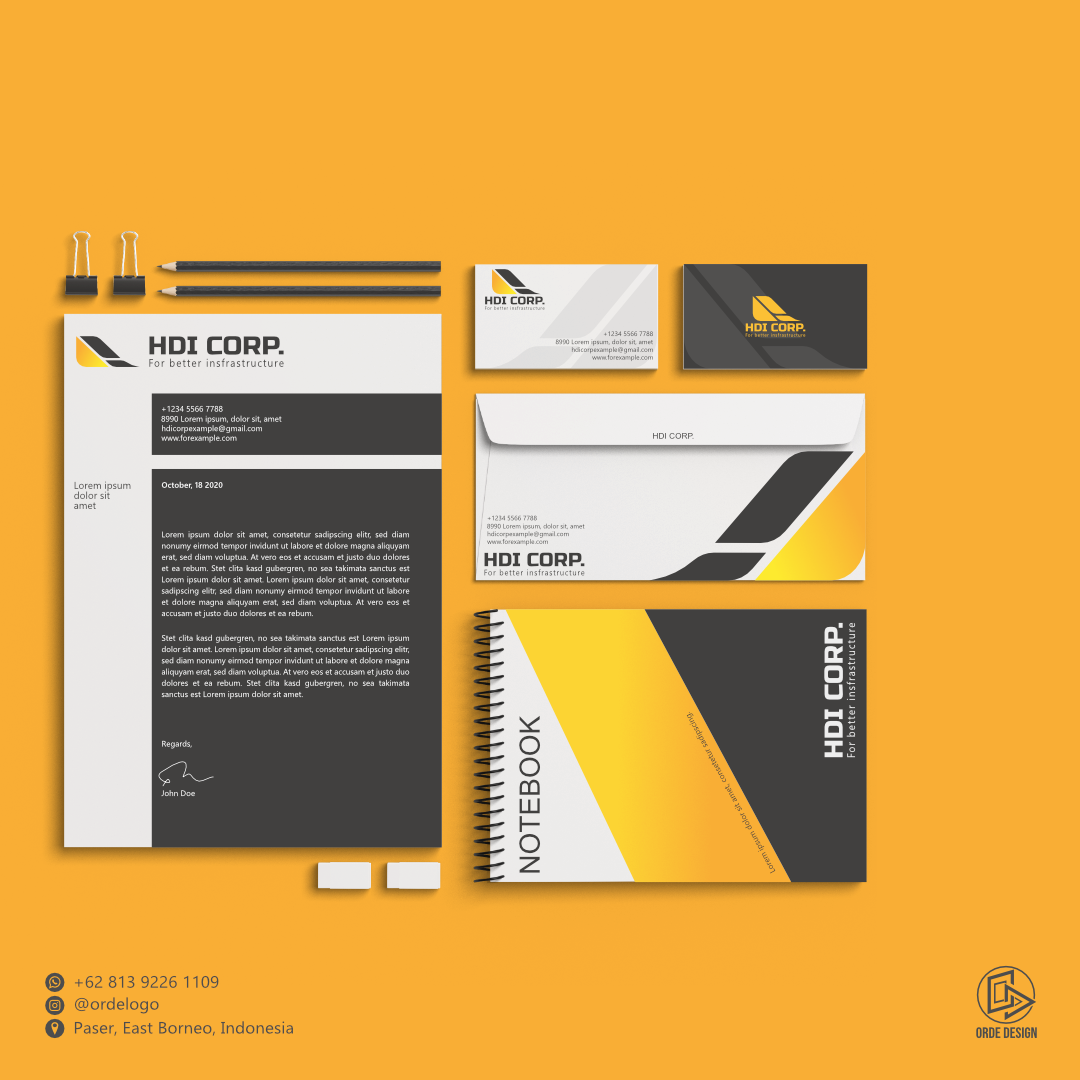 HDI CORP.
For better insfrastructure
+1234 5566 7788
8990 Lorem ipsum, dolor sit, amet
hdicorpexample@gmail.com
www.forexample.com
Lorem ipsum
dolor sit
amet
October, 18 2020
Lorem ipsum dolor sit amet, consetetur sadipscing elitr, sed diam
nonumy eirmod tempor invidunt ut labore et dolore magna aliquyam
erat, sed diam voluptua. At vero eos et accusam et justo duo dolores
et ea rebum. Stet clita kasd gubergren, no sea takimata sanctus est
Lorem ipsum dolor sit amet. Lorem ipsum dolor sit amet, consetetur
sadipscing elitr, sed diam nonumy eirmod tempor invidunt ut labore
et dolore magna aliquyam erat, sed diam voluptua. At vero eos et
accusam et justo duo dolores et ea rebum.
Stet clita kasd gubergren, no sea takimata sanctus est Lorem ipsum
dolor sit amet. Lorem ipsum dolor sit amet, consetetur sadipscing elitr,
sed diam nonumy eirmod tempor invidunt ut labore et dolore magna
aliquyam erat, sed diam voluptua. At vero eos et accusam et justo duo
dolores et ea rebum. Stet clita kasd gubergren, no sea takimata
sanctus est Lorem ipsum dolor sit amet.
Regards,
John Doe
HDI CORP.
For better insfrastructure
+1234 5566 7788
8990 Lorem ipsum, dolor sit, amet
hdicorpexample@gmail.com
www.forexample.com
HDI CORP.
For better insfrastructure
HDI CORP.
+1234 5566 7788
8990 Lorem ipsum, dolor sit, amet
hdicorpesample@gmail.com
www.forexample.com
HDI CORP.
For better insfrastructure
NOTEBOOK
Lorem ipsum dolor sit amet, consetetur sadipscing.
HDI CORP.
For better insfrastructure
+62 813 9226 1109
@ordelogo
Paser, East Borneo, Indonesia
ORDE DESIGN